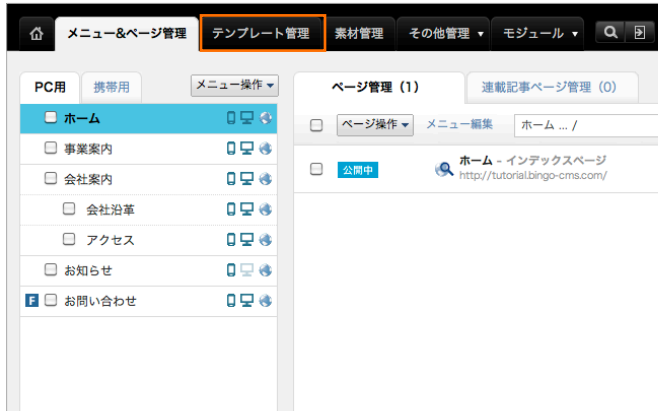 メニュー&ページ管理 テンプレート管理 素材管理 その他管理 ▼ モジュール ▼
PC用 携帯用 メニュー操作 ▼
ホーム
事業案内
会社案内
会社沿革
アクセス
お知らせ
F お問い合わせ
ページ管理（1） 連載記事ページ管理（0）
ページ操作 ▼ メニュー編集 ホーム ... /
公開中 ホーム - インデックスページ
http://tutorial.bingo-cms.com/